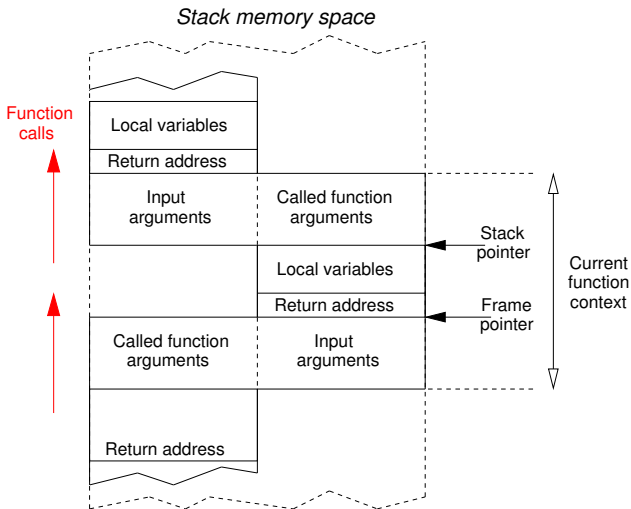 Stack memory space
Function
calls
Local variables
Return address
Input
arguments
Called function
arguments
Stack
pointer
Local variables
Return address
Current
function
context
Frame
pointer
Called function
arguments
Input
arguments
Return address